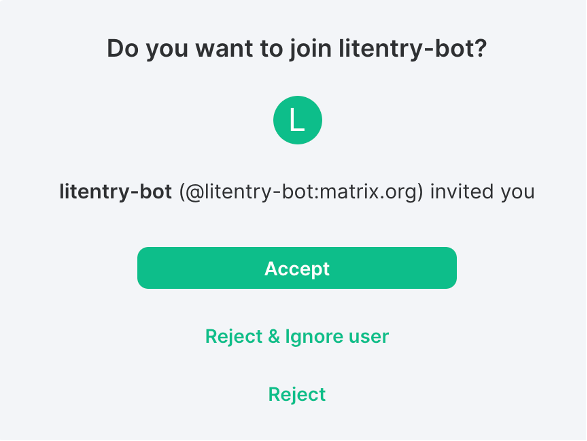 Do you want to join litentry-bot?
L
litentry-bot (@litentry-bot:matrix.org) invited you
Accept
Reject & Ignore user
Reject